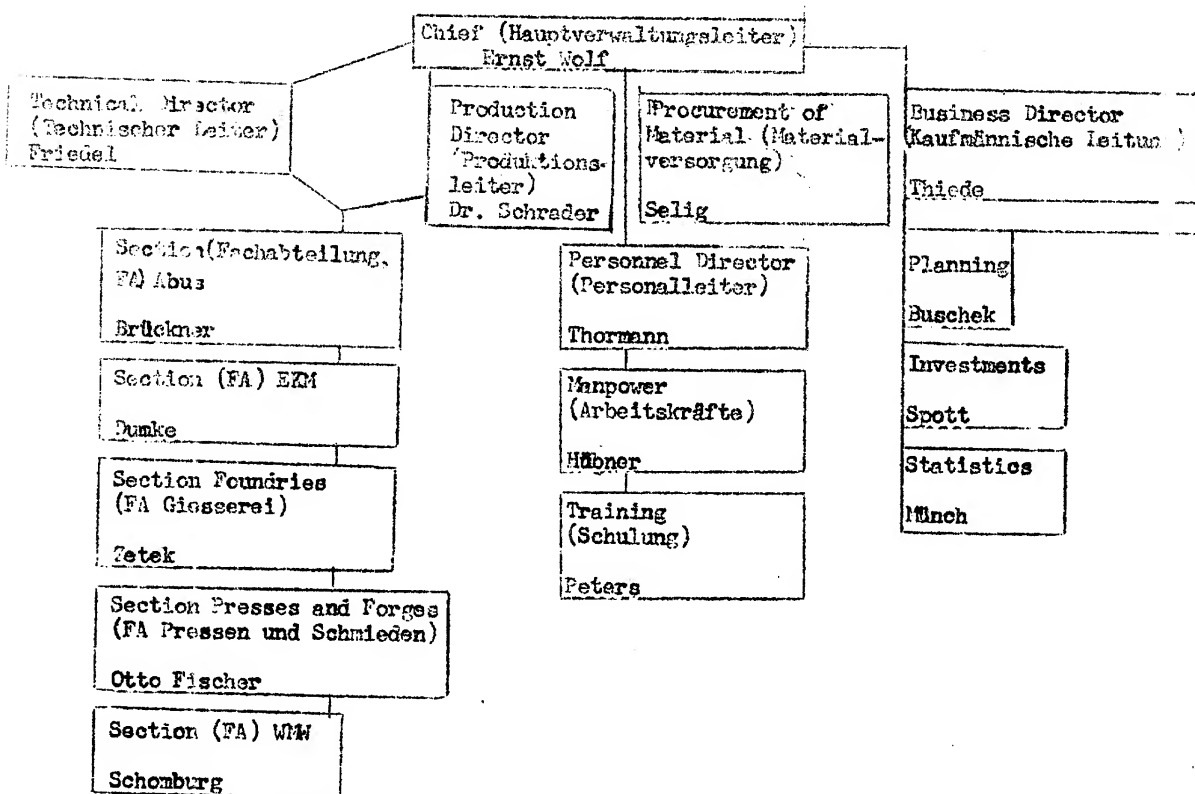 Chief (Hauptverwaltungsleiter)
Ernst Wolf
Technical Director
(Technischer Leiter)
Friedel
Production
Director
(Produktions-
leiter)
Dr. Schrader
Procurement of
Material (Material-
versorgung)
Selig
Business Director
(Kaufmännische Leitun )
Thiede
Section (Fachabteilung,
FA) Abus
Brückner
Section (FA) EKM
Dumke
Section Foundries
(FA Giesserei)
Zetek
Section Presses and Forges
(FA Pressen und Schmieden)
Otto Fischer
Section (FA) WMW
Schomburg
Personnel Director
(Personalleiter)
Thormann
Manpower
(Arbeitskräfte)
Hübner
Training
(Schulung)
Peters
Planning
Buschek
Investments
Spott
Statistics
Münch